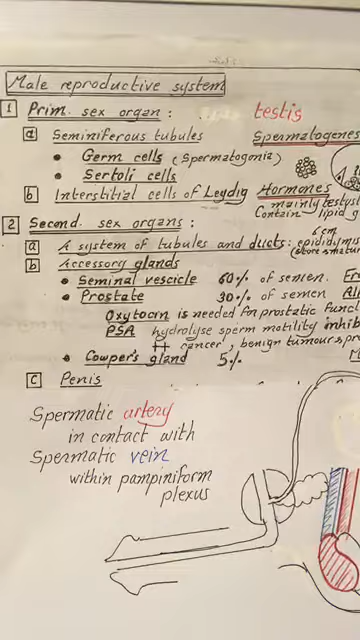 Male reproductive system
1 Prim. sex organ : testis
a Seminiferous tubules Spermatogenes
• Germ cells (Spermatogonia)
• Sertoli cells
b Interstitial cells of Leydig Hormones
mainly
Contain lipid
2 Second. sex organs :
a A system of tubules and ducts : 6 cm epididymis
b Accessory glands
• Seminal vescicle 60% of semen.
• Prostate 30% of semen
Oxytocin is needed for prostatic funct
PSA hydrolyse sperm motility inhib
++ cancer, benign tumours,
• Cowper's gland 5%
c Penis
Spermatic artery
in contact with
Spermatic vein
within pampiniform
plexus